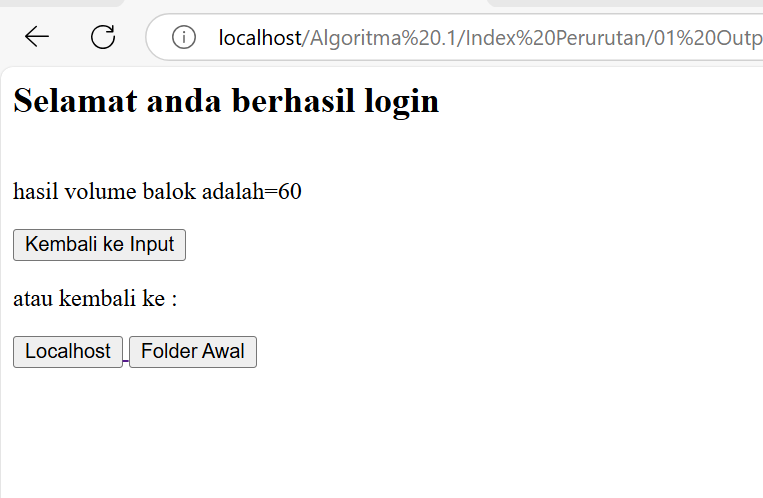 localhost/Algoritma%20.1/Index%20Perurutan/01%20Outp
Selamat anda berhasil login
hasil volume balok adalah=60
Kembali ke Input
atau kembali ke :
Localhost Folder Awal